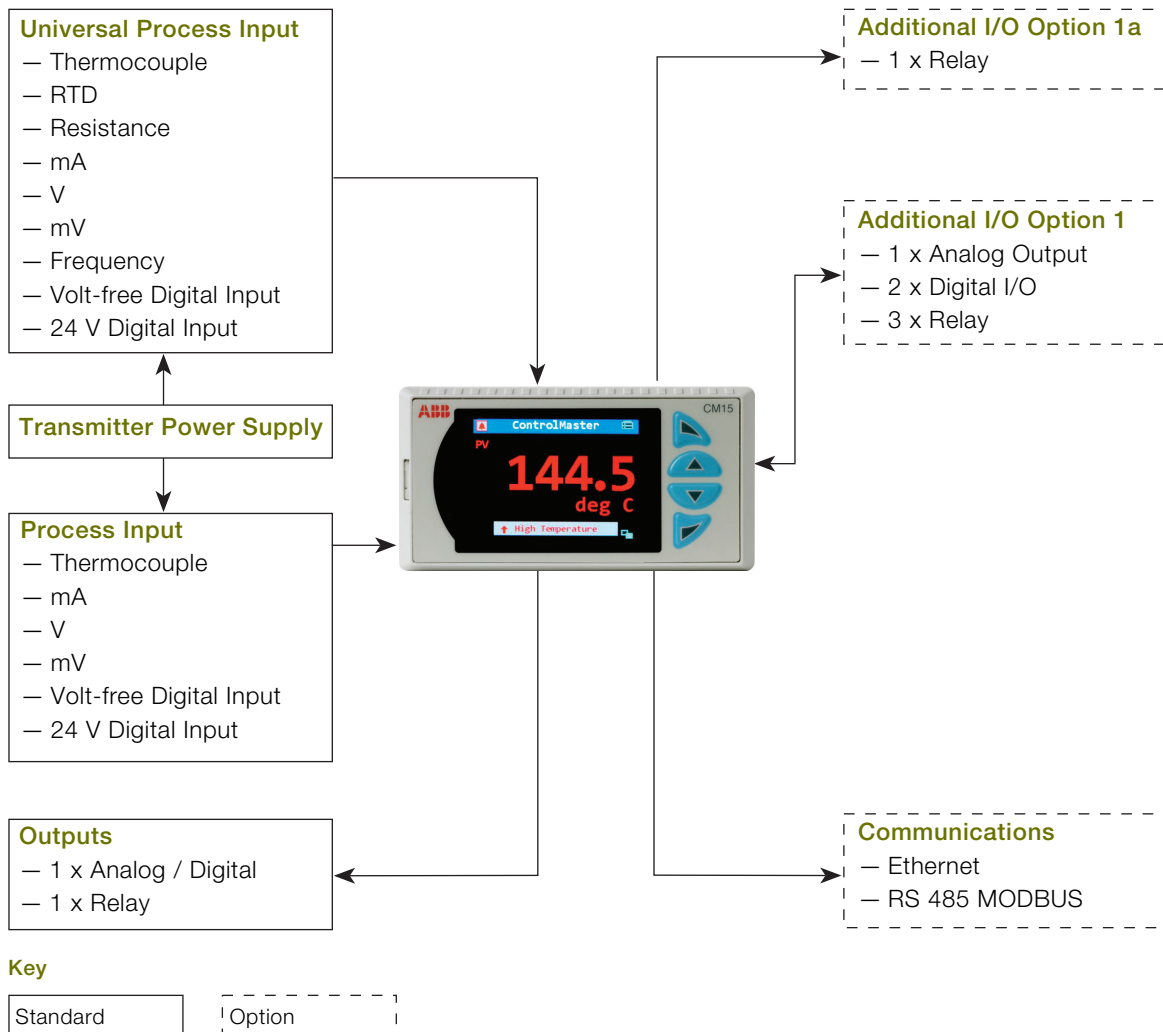 Universal Process Input
— Thermocouple
— RTD
— Resistance
— mA
— V
— mV
— Frequency
— Volt-free Digital Input
— 24 V Digital Input
Transmitter Power Supply
Process Input
— Thermocouple
— mA
— V
— mV
— Volt-free Digital Input
— 24 V Digital Input
Outputs
— 1 x Analog / Digital
— 1 x Relay
ABB
CM15
ControlMaster
PV
144.5
deg C
High Temperature
Additional I/O Option 1a
— 1 x Relay
Additional I/O Option 1
— 1 x Analog Output
— 2 x Digital I/O
— 3 x Relay
Communications
— Ethernet
— RS 485 MODBUS
Key
Standard
Option